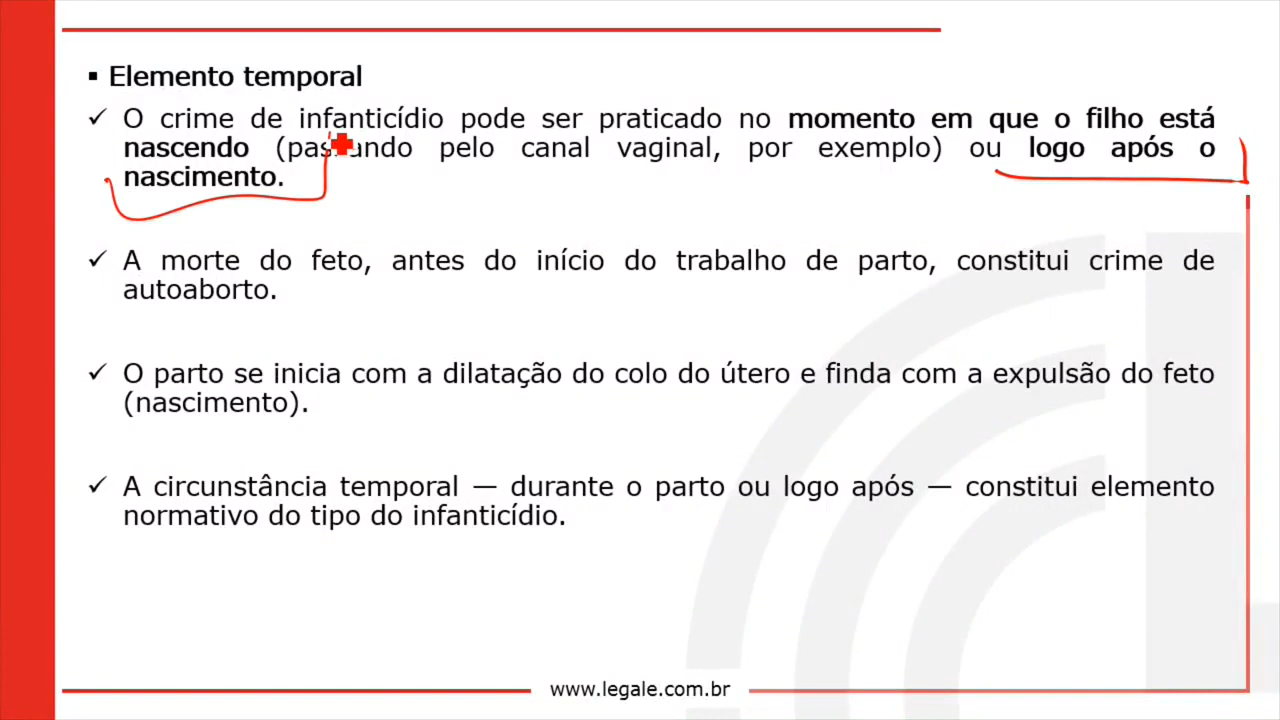 ▪ Elemento temporal
✓ O crime de infanticídio pode ser praticado no momento em que o filho está
nascendo (passando pelo canal vaginal, por exemplo) ou logo após o
nascimento.
✓ A morte do feto, antes do início do trabalho de parto, constitui crime de
autoaborto.
✓ O parto se inicia com a dilatação do colo do útero e finda com a expulsão do feto
(nascimento).
✓ A circunstância temporal — durante o parto ou logo após — constitui elemento
normativo do tipo do infanticídio.
www.legale.com.br